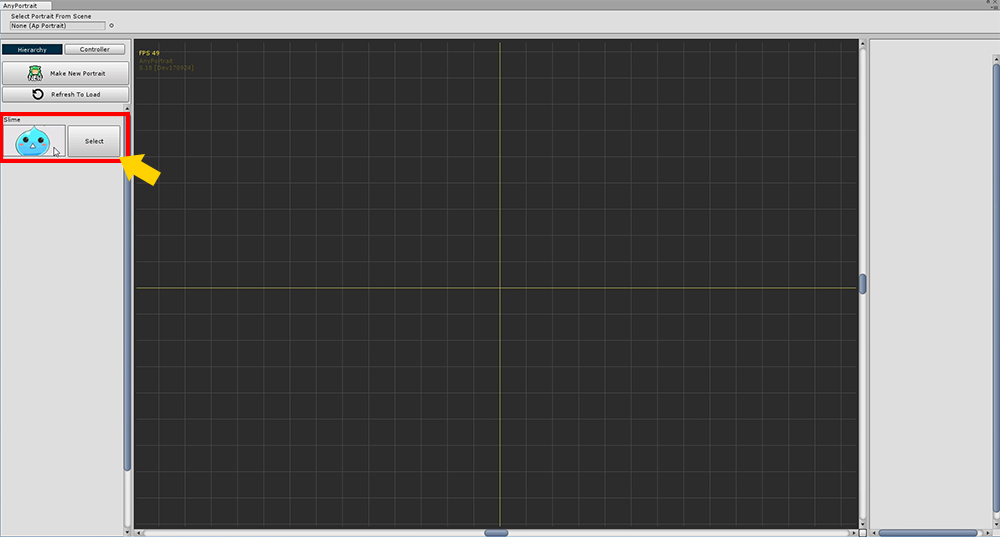 AnyPortrait
Select Portrait From Scene
None (Ap Portrait)
Hierarchy
Controller
NEW
Make New Portrait
Refresh To Load
Slime
Select
FPS 49
AnyPortrait